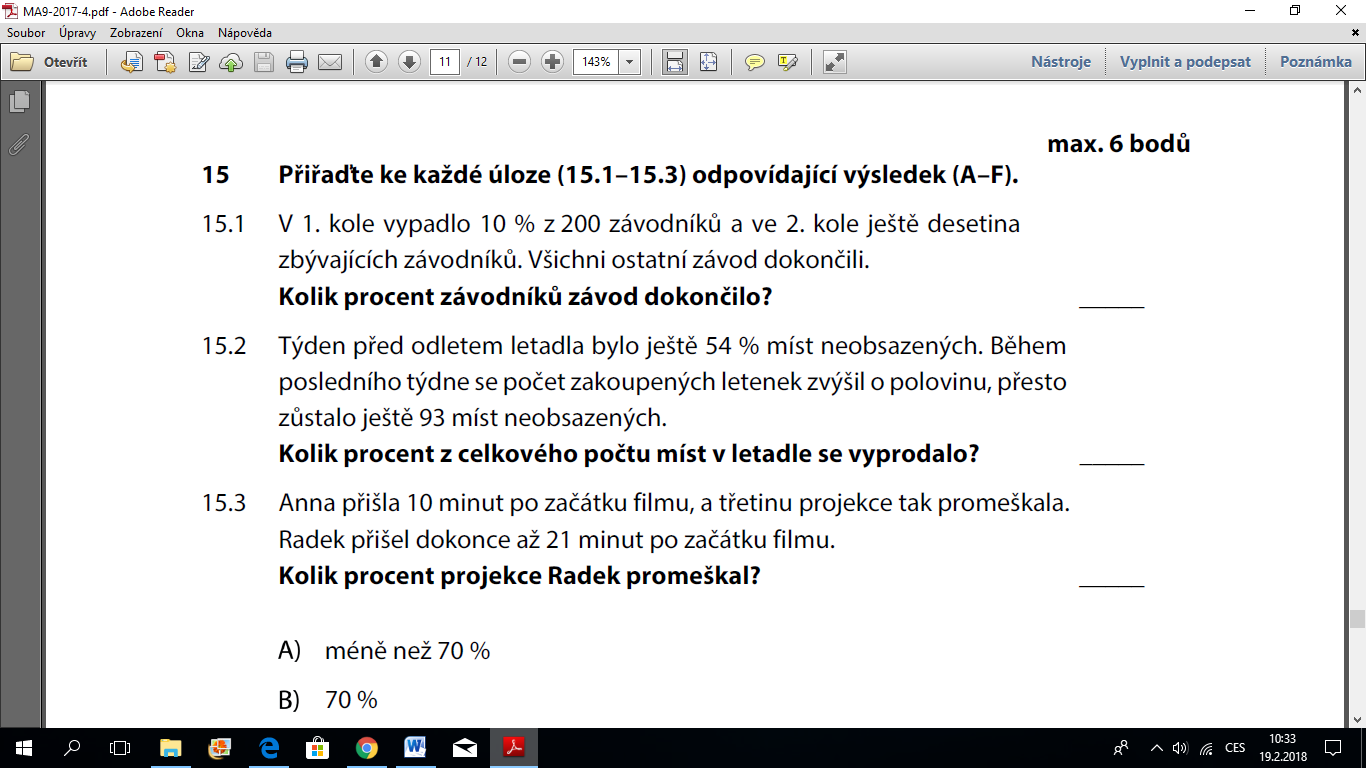 MA9-2017-4.pdf - Adobe Reader
Soubor Úpravy Zobrazení Okna Nápověda
Otevřít 11 / 12 143% Nástroje Vyplnit a podepsat Poznámka
max. 6 bodů
15 Přiřaďte ke každé úloze (15.1–15.3) odpovídající výsledek (A–F).
15.1 V 1. kole vypadlo 10 % z 200 závodníků a ve 2. kole ještě desetina
zbývajících závodníků. Všichni ostatní závod dokončili.
Kolik procent závodníků závod dokončilo? _____
15.2 Týden před odletem letadla bylo ještě 54 % míst neobsazených. Během
posledního týdne se počet zakoupených letenek zvýšil o polovinu, přesto
zůstalo ještě 93 míst neobsazených.
Kolik procent z celkového počtu míst v letadle se vyprodalo? _____
15.3 Anna přišla 10 minut po začátku filmu, a třetinu projekce tak promeškala.
Radek přišel dokonce až 21 minut po začátku filmu.
Kolik procent projekce Radek promeškal? _____
A) méně než 70 %
B) 70 %
CES
10:33
19.2.2018